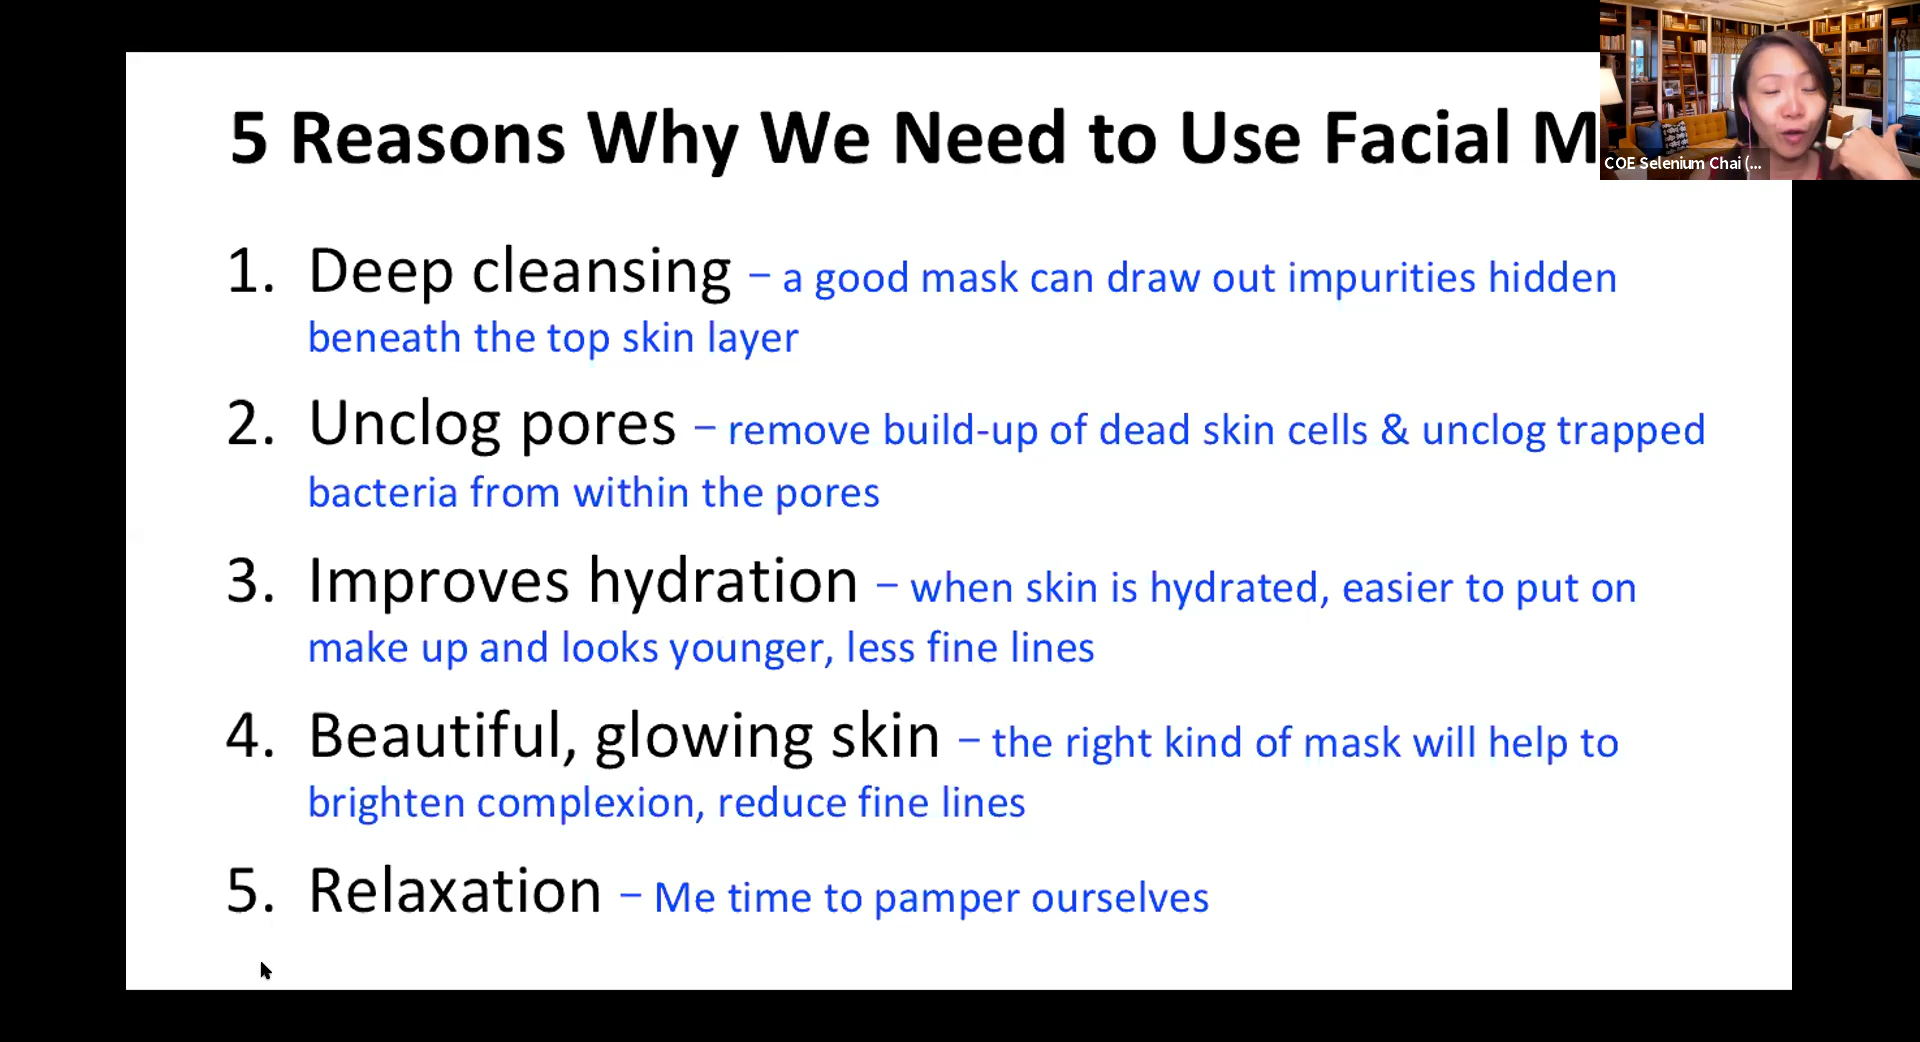 5 Reasons Why We Need to Use Facial M
COE Selenium Chai (...
1. Deep cleansing – a good mask can draw out impurities hidden
beneath the top skin layer
2. Unclog pores – remove build-up of dead skin cells & unclog trapped
bacteria from within the pores
3. Improves hydration – when skin is hydrated, easier to put on
make up and looks younger, less fine lines
4. Beautiful, glowing skin – the right kind of mask will help to
brighten complexion, reduce fine lines
5. Relaxation – Me time to pamper ourselves